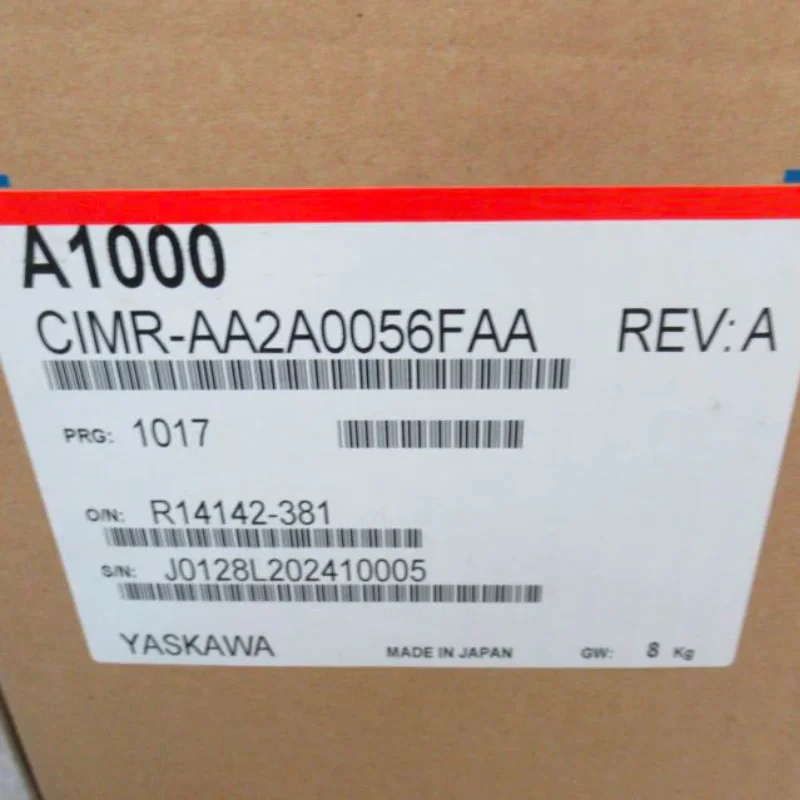 A1000
CIMR-AA2A0056FAA REV: A
PRG: 1017
O/N: R14142-381
S/N: J0128L202410005
YASKAWA MADE IN JAPAN GW: 8 Kg